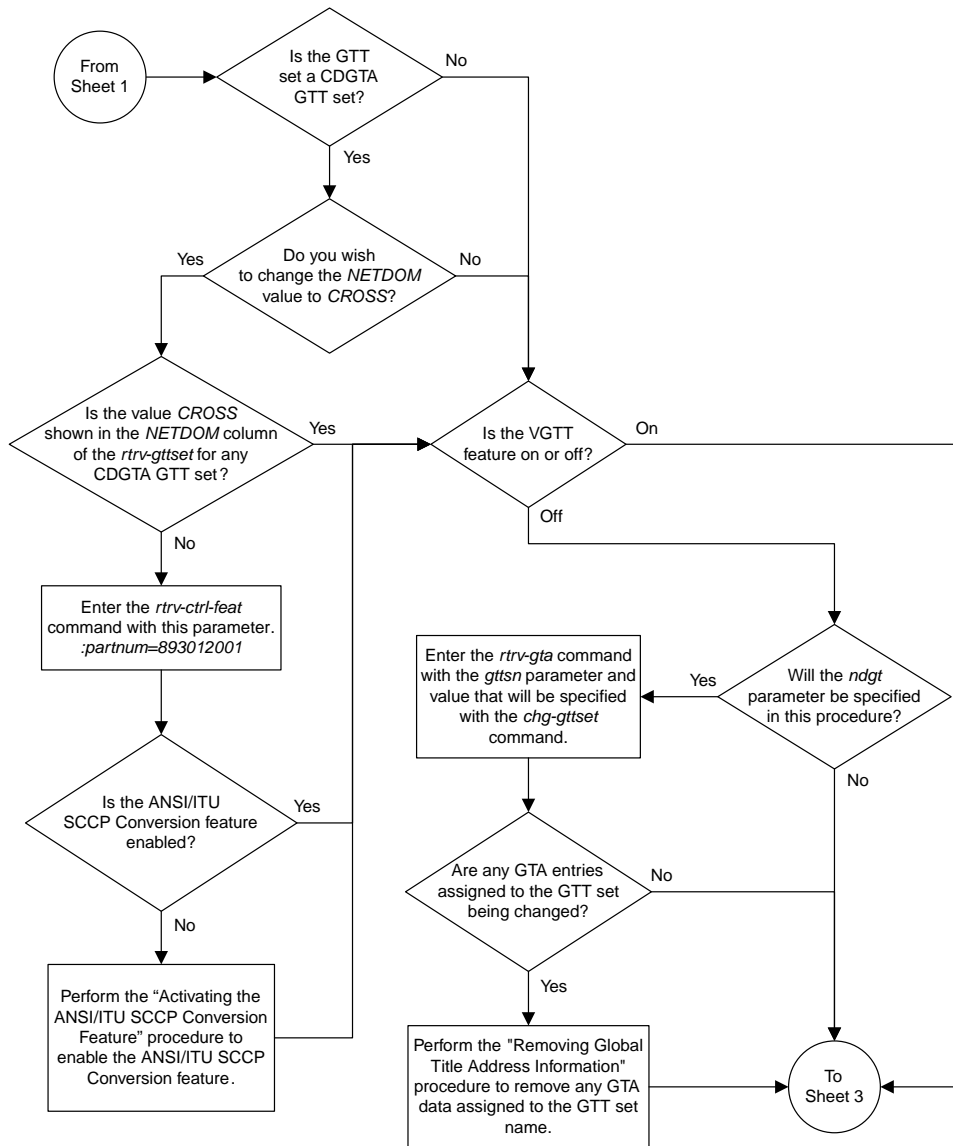 From
Sheet 1
Is the GTT
set a CDGTA
GTT set?
No
Yes
Do you wish
to change the NETDOM
value to CROSS?
Yes
No
Is the value CROSS
shown in the NETDOM column
of the rtrv-gttset for any
CDGTA GTT set?
Yes
No
Is the VGTT
feature on or off?
On
Off
Enter the rtrv-ctrl-feat
command with this parameter.
:partnum=893012001
Enter the rtrv-gta command
with the gttsn parameter and
value that will be specified
with the chg-gttset
command.
Yes
Will the ndgt
parameter be specified
in this procedure?
No
Is the ANSI/ITU
SCCP Conversion feature
enabled?
Yes
No
Are any GTA entries
assigned to the GTT set
being changed?
No
Yes
Perform the “Activating the
ANSI/ITU SCCP Conversion
Feature” procedure to
enable the ANSI/ITU SCCP
Conversion feature.
Perform the "Removing Global
Title Address Information"
procedure to remove any GTA
data assigned to the GTT set
name.
To
Sheet 3